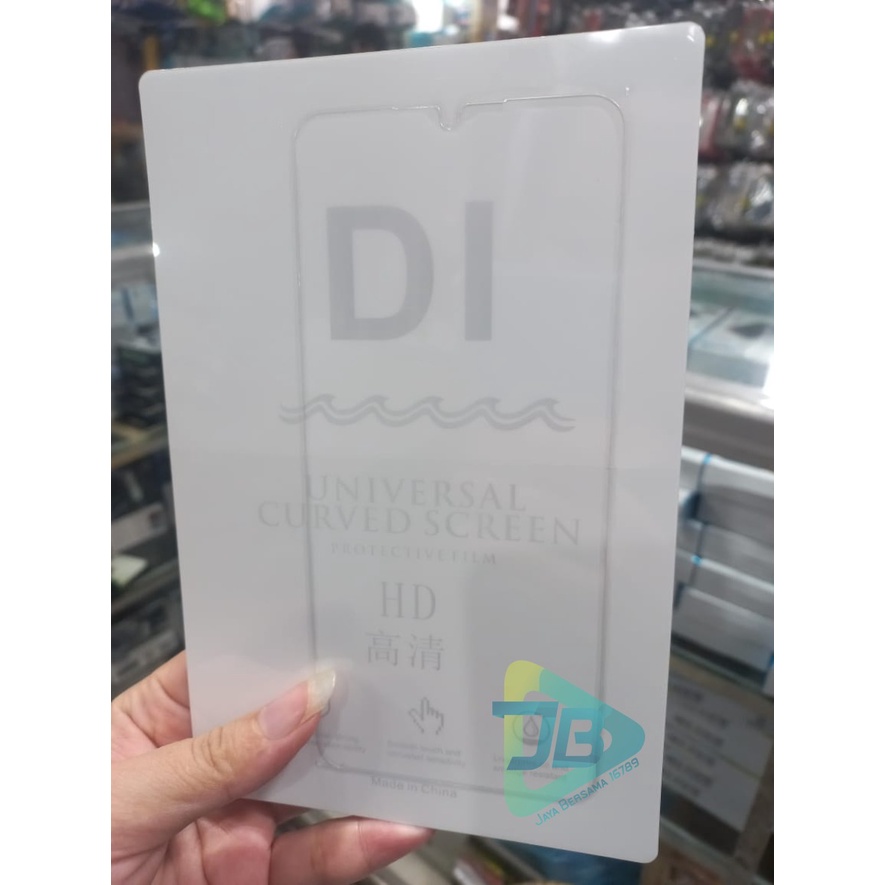 DI
UNIVERSAL
CURVED SCREEN
PROTECTIVE FILM
HD
高清
Made in China
JB
JAYA BERSAMA 16789